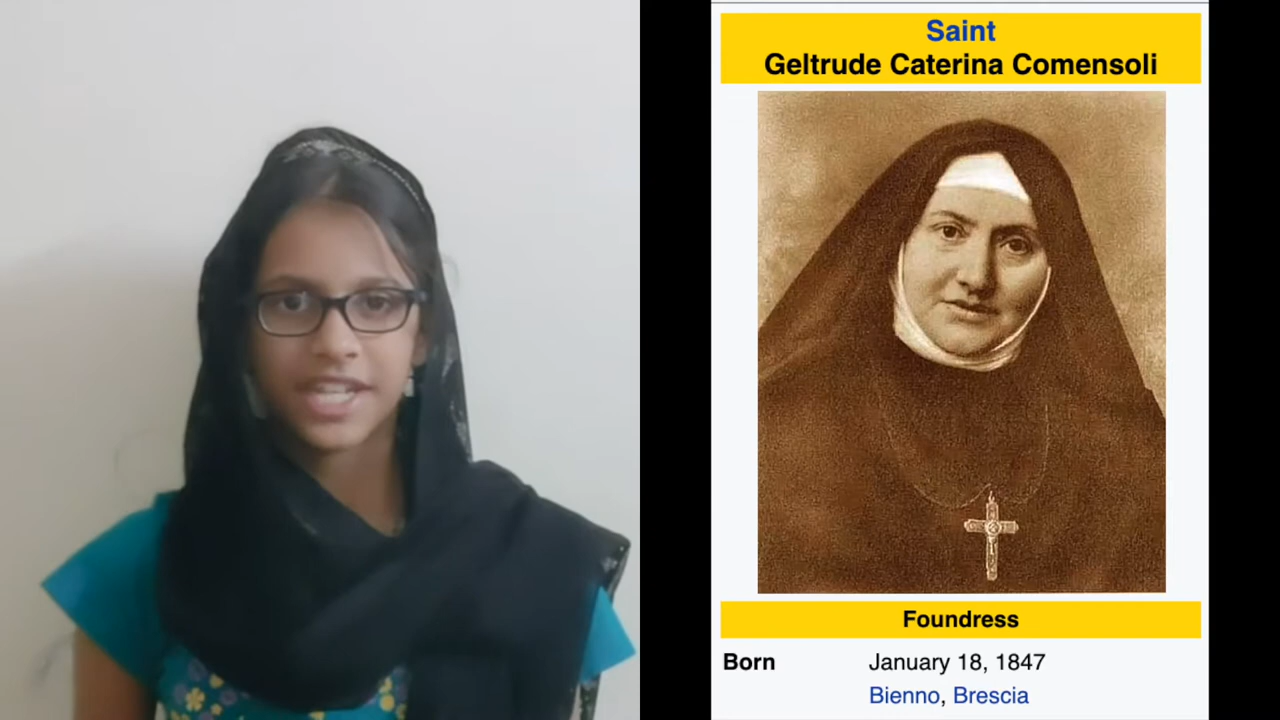 Saint
Geltrude Caterina Comensoli
Foundress
Born January 18, 1847
Bienno, Brescia